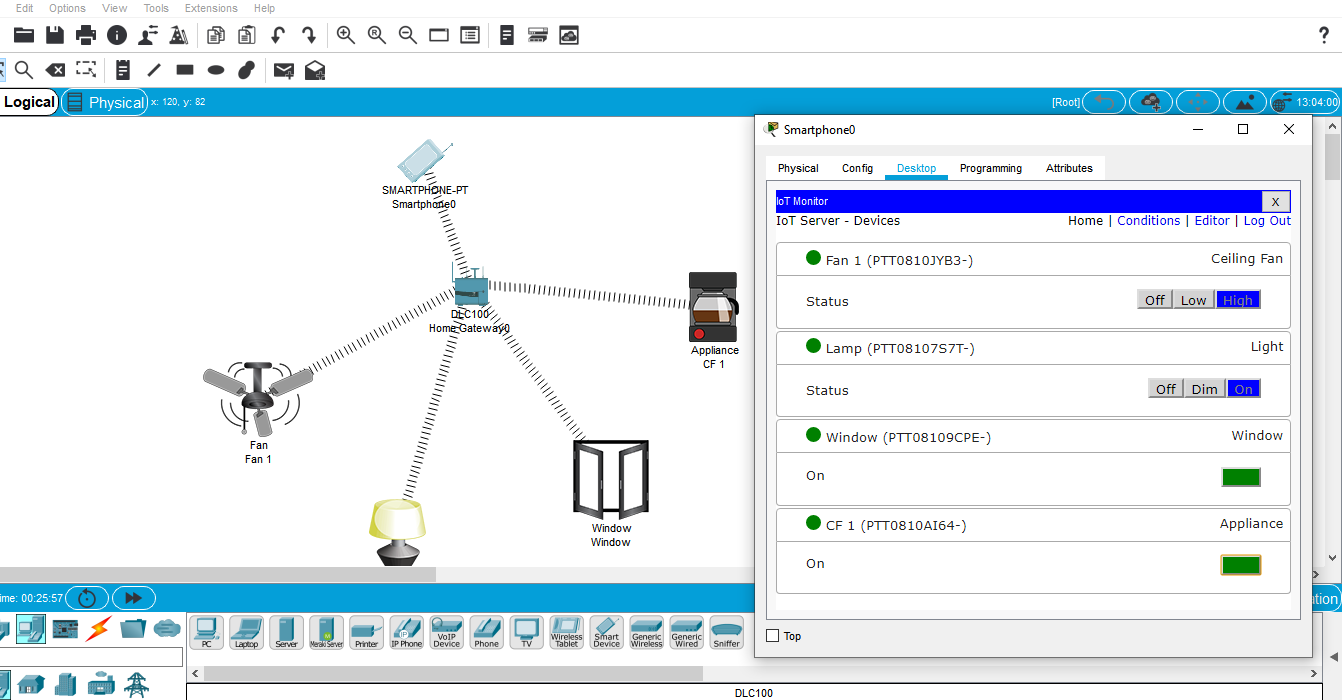 Edit Options View Tools Extensions Help
Logical Physical x: 120, y: 82 [Root] 13:04:00
Smartphone0
Physical Config Desktop Programming Attributes
IoT Monitor X
IoT Server - Devices Home | Conditions | Editor | Log Out
Fan 1 (PTT0810JYB3-) Ceiling Fan
Status Off Low High
Lamp (PTT08107S7T-) Light
Status Off Dim On
Window (PTT08109CPE-) Window
On
CF 1 (PTT0810AI64-) Appliance
On
Top
SMARTPHONE-PT
Smartphone0
DLC100
Home Gateway0
Appliance
CF 1
Fan
Fan 1
Window
Window
ime: 00:25:57
ation
PC Laptop Server Meraki Server Printer IP Phone VoIP Device Phone TV Wireless Tablet Smart Device Generic Wireless Generic Wired Sniffer
DLC100